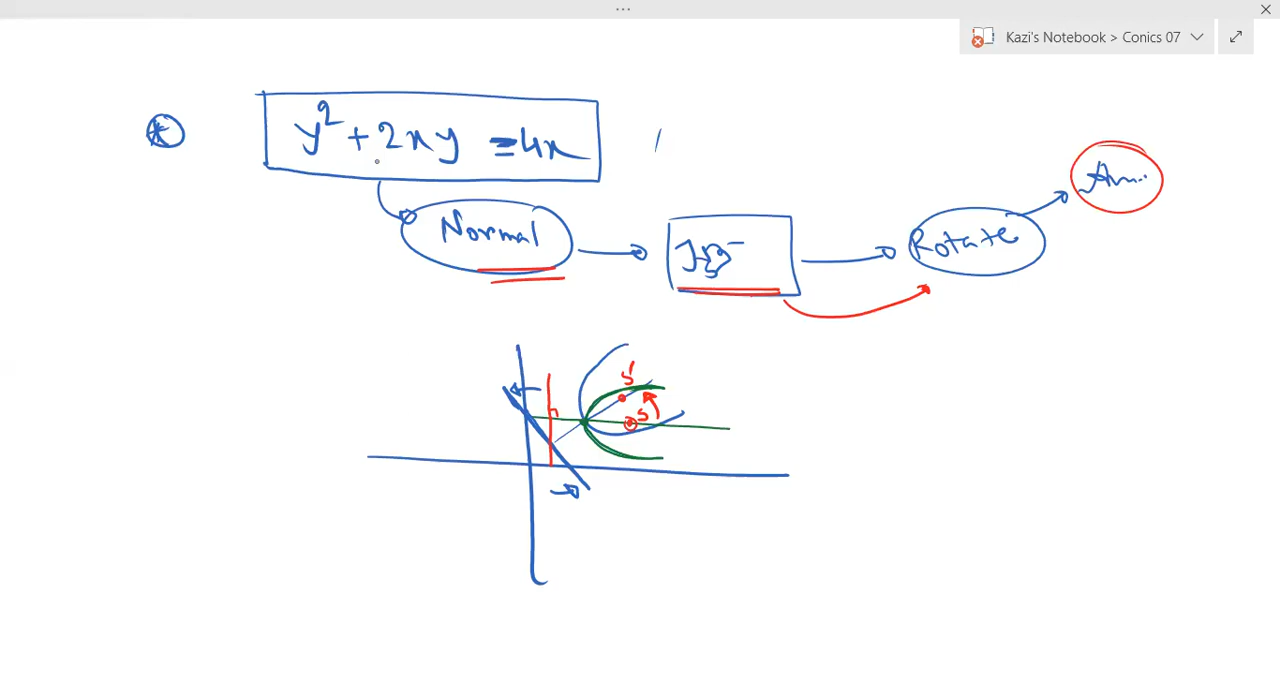 Kazi's Notebook > Conics 07
y² + 2xy = 4x
Normal
Rotate
S'
S